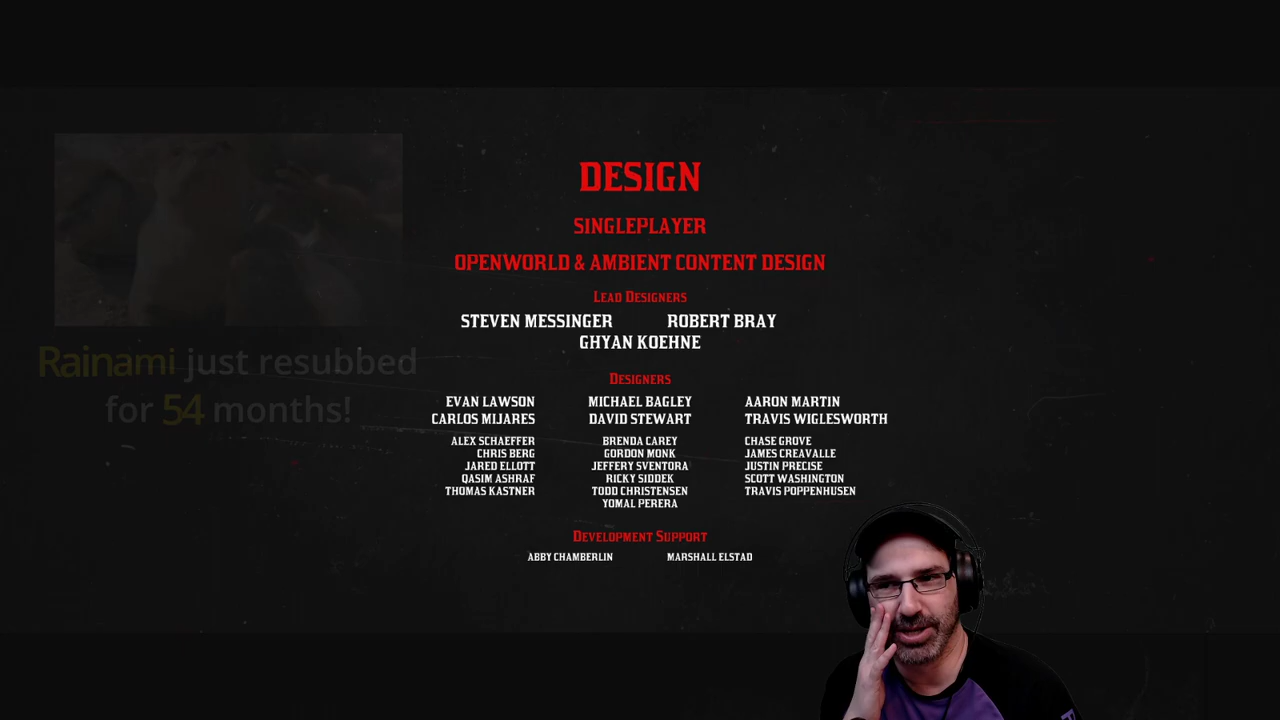 DESIGN
SINGLEPLAYER
OPENWORLD & AMBIENT CONTENT DESIGN
LEAD DESIGNERS
STEVEN MESSINGER ROBERT BRAY
GHYAN KOEHNE
Rainami just resubbed
for 54 months!
DESIGNERS
EVAN LAWSON MICHAEL BAGLEY AARON MARTIN
CARLOS MIJARES DAVID STEWART TRAVIS WIGLESWORTH
ALEX SCHAEFFER BRENDA CAREY CHASE GROVE
CHRIS BERG GORDON MONK JAMES CREAVALLE
JARED ELLOTT JEFFERY SVENTORA JUSTIN PRECISE
QASIM ASHRAF RICKY SIDDEK SCOTT WASHINGTON
THOMAS KASTNER TODD CHRISTENSEN TRAVIS POPPENHUSEN
YOMAL PERERA
DEVELOPMENT SUPPORT
ABBY CHAMBERLIN MARSHALL ELSTAD